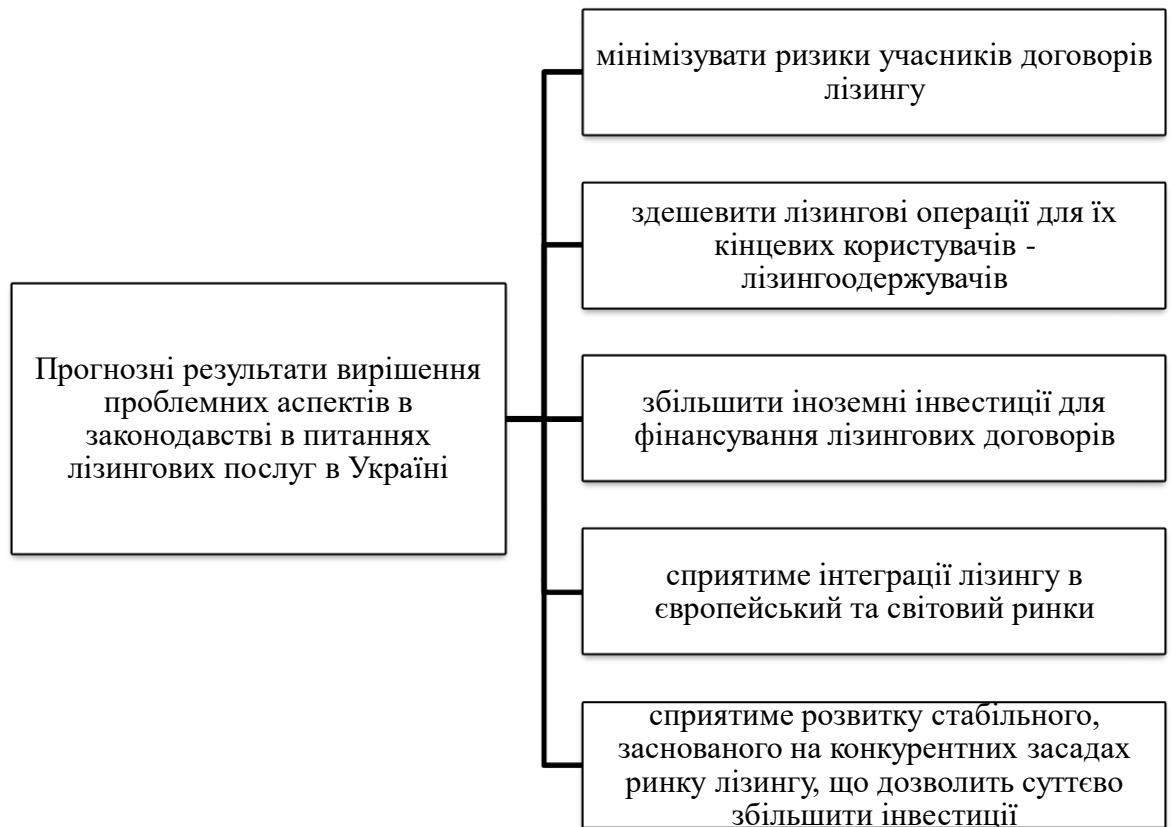 Прогнозні результати вирішення
проблемних аспектів в
законодавстві в питаннях
лізингових послуг в Україні
мінімізувати ризики учасників договорів
лізингу
здешевити лізингові операції для їх
кінцевих користувачів -
лізингоодержувачів
збільшити іноземні інвестиції для
фінансування лізингових договорів
сприятиме інтеграції лізингу в
європейський та світовий ринки
сприятиме розвитку стабільного,
заснованого на конкурентних засадах
ринку лізингу, що дозволить суттєво
збільшити інвестиції